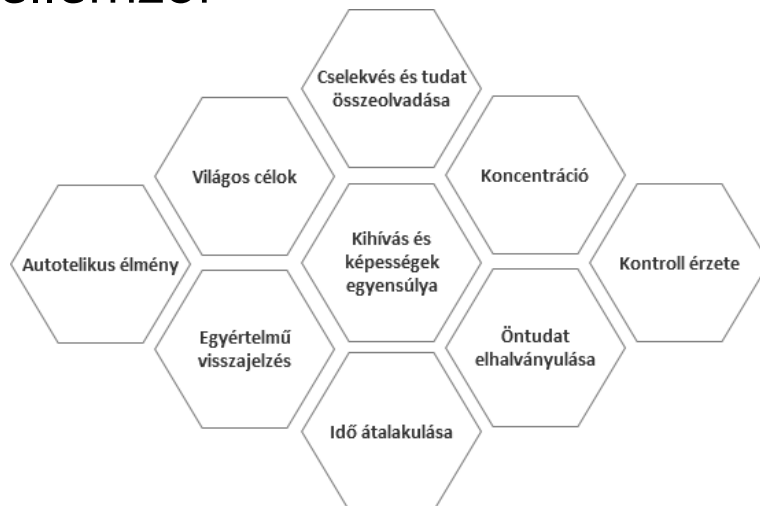 Cselekvés és tudat
összeolvadása
Világos célok
Koncentráció
Autotelikus élmény
Kihívás és
képességek
egyensúlya
Kontroll érzete
Egyértelmű
visszajelzés
Öntudat
elhalványulása
Idő átalakulása